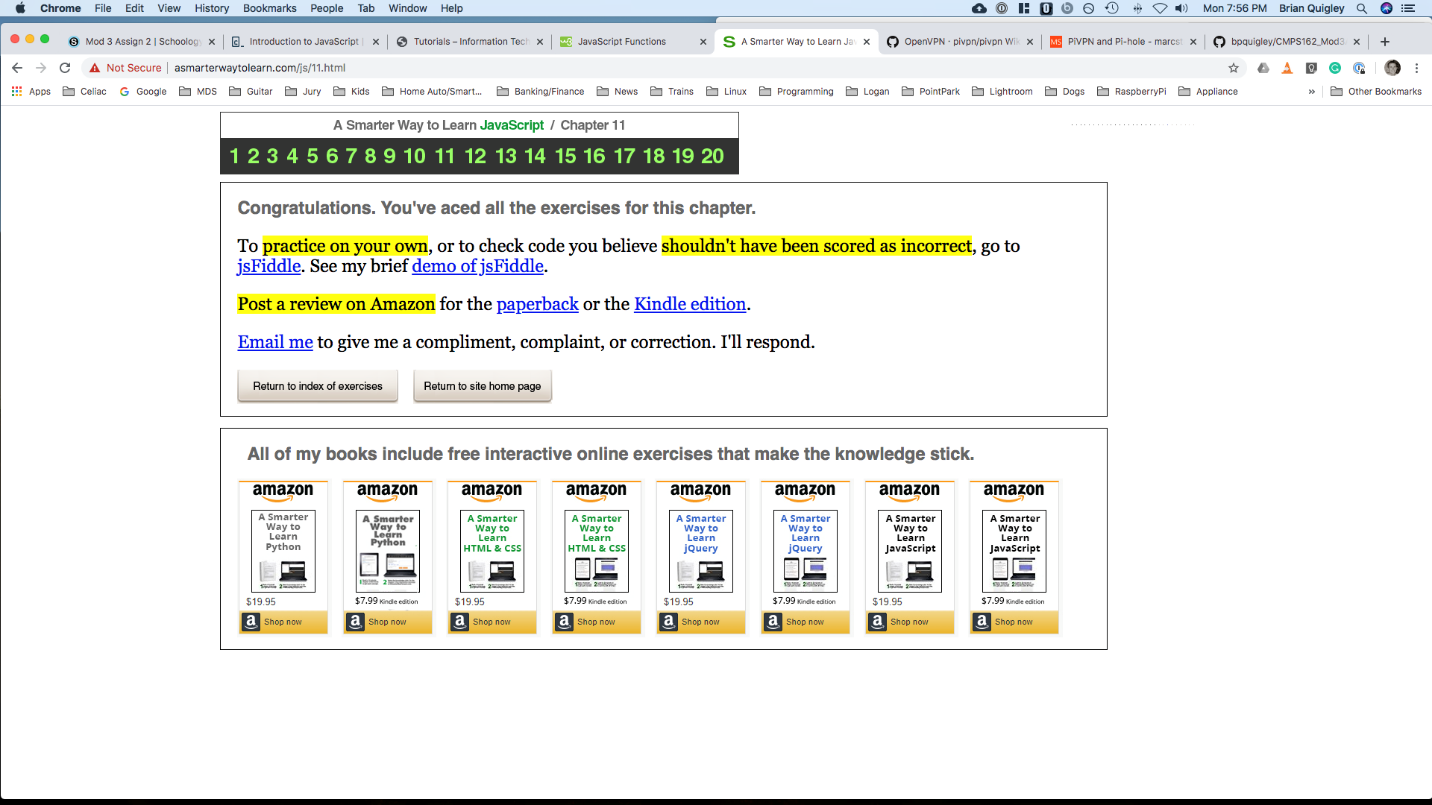 Chrome File Edit View History Bookmarks People Tab Window Help Mon 7:56 PM Brian Quigley
Mod 3 Assign 2 | Schoology Introduction to JavaScript | Tutorials – Information Tech JavaScript Functions A Smarter Way to Learn Jav OpenVPN - pivpn/pivpn Wiki PiVPN and Pi-hole - marcst bpquigley/CMPS162_Mod3
Not Secure | asmarterwaytolearn.com/js/11.html
Apps Celiac Google MDS Guitar Jury Kids Home Auto/Smart... Banking/Finance News Trains Linux Programming Logan PointPark Lightroom Dogs RaspberryPi Appliance » Other Bookmarks
A Smarter Way to Learn JavaScript / Chapter 11
1 2 3 4 5 6 7 8 9 10 11 12 13 14 15 16 17 18 19 20
Congratulations. You've aced all the exercises for this chapter.
To practice on your own, or to check code you believe shouldn't have been scored as incorrect, go to
jsFiddle. See my brief demo of jsFiddle.
Post a review on Amazon for the paperback or the Kindle edition.
Email me to give me a compliment, complaint, or correction. I'll respond.
Return to index of exercises Return to site home page
All of my books include free interactive online exercises that make the knowledge stick.
amazon amazon amazon amazon amazon amazon amazon amazon
A Smarter A Smarter A Smarter A Smarter A Smarter A Smarter A Smarter A Smarter
Way to Way to Way to Way to Way to Way to Way to Way to
Learn Learn Learn Learn Learn Learn Learn Learn
Python Python HTML & CSS HTML & CSS jQuery jQuery JavaScript JavaScript
$19.95 $7.99 Kindle edition $19.95 $7.99 Kindle edition $19.95 $7.99 Kindle edition $19.95 $7.99 Kindle edition
a Shop now a Shop now a Shop now a Shop now a Shop now a Shop now a Shop now a Shop now